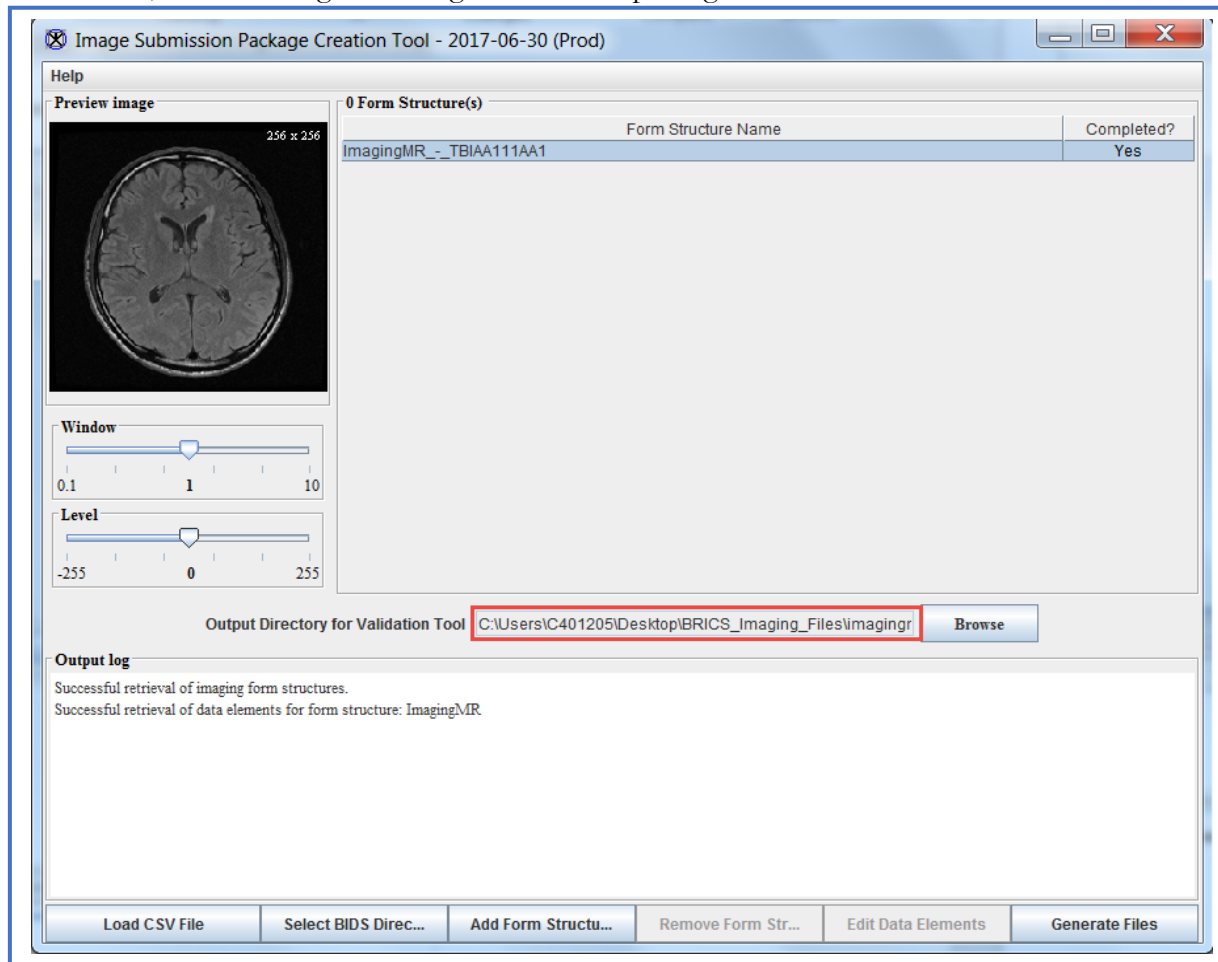 Image Submission Package Creation Tool - 2017-06-30 (Prod)
Help
Preview image
256 x 256
0 Form Structure(s)
Form Structure Name Completed?
ImagingMR_-_TBIAA111AA1 Yes
Window
0.1 1 10
Level
-255 0 255
Output Directory for Validation Tool C:\Users\C401205\Desktop\BRICS_Imaging_Files\imagingr Browse
Output log
Successful retrieval of imaging form structures.
Successful retrieval of data elements for form structure: ImagingMR
Load CSV File Select BIDS Direc... Add Form Structu... Remove Form Str... Edit Data Elements Generate Files